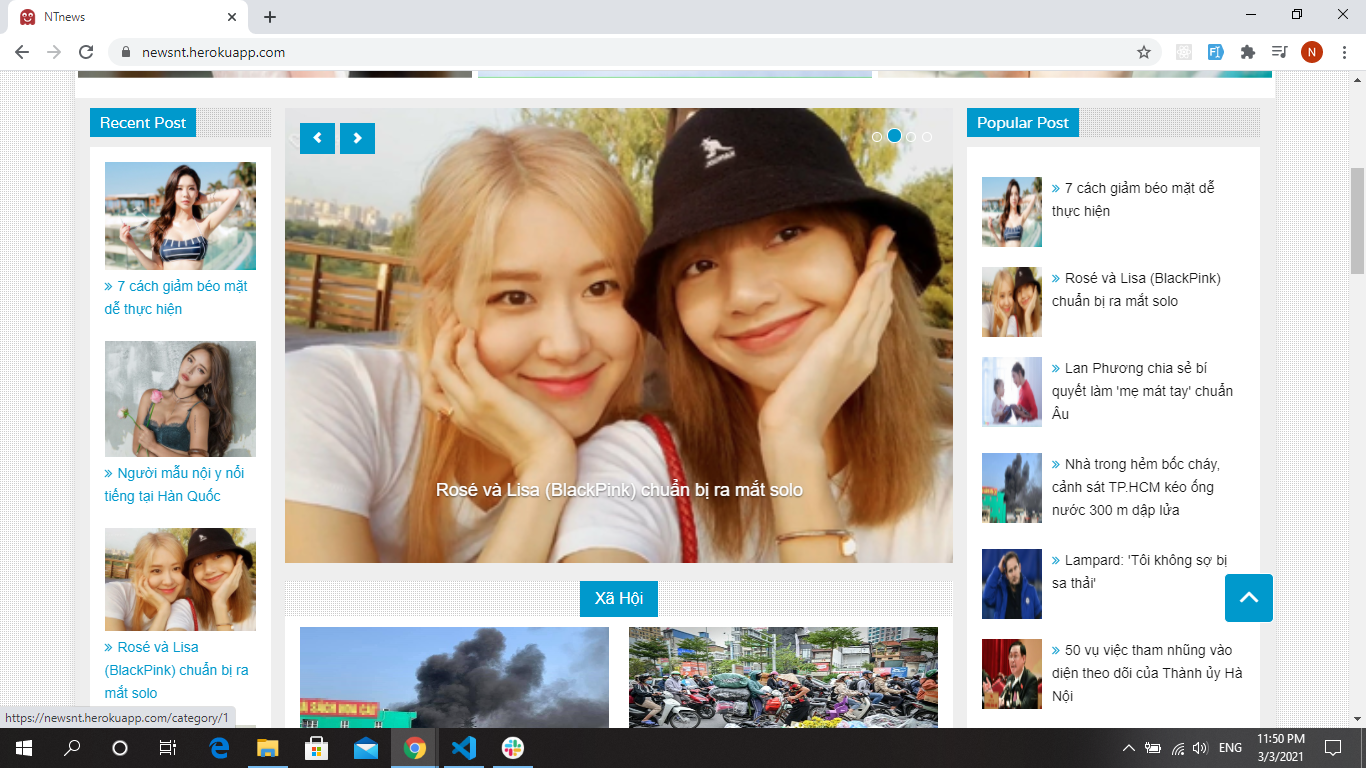 NTnews
newsnt.herokuapp.com
N
Recent Post
7 cách giảm béo mặt
dễ thực hiện
Người mẫu nội y nổi
tiếng tại Hàn Quốc
Rosé và Lisa
(BlackPink) chuẩn bị ra
mắt solo
Rosé và Lisa (BlackPink) chuẩn bị ra mắt solo
Xã Hội
Popular Post
7 cách giảm béo mặt dễ
thực hiện
Rosé và Lisa (BlackPink)
chuẩn bị ra mắt solo
Lan Phương chia sẻ bí
quyết làm 'mẹ mát tay' chuẩn
Âu
Nhà trong hẻm bốc cháy,
cảnh sát TP.HCM kéo ống
nước 300 m dập lửa
Lampard: 'Tôi không sợ bị
sa thải'
50 vụ việc tham nhũng vào
diện theo dõi của Thành ủy Hà
Nội
https://newsnt.herokuapp.com/category/1
ENG
11:50 PM
3/3/2021